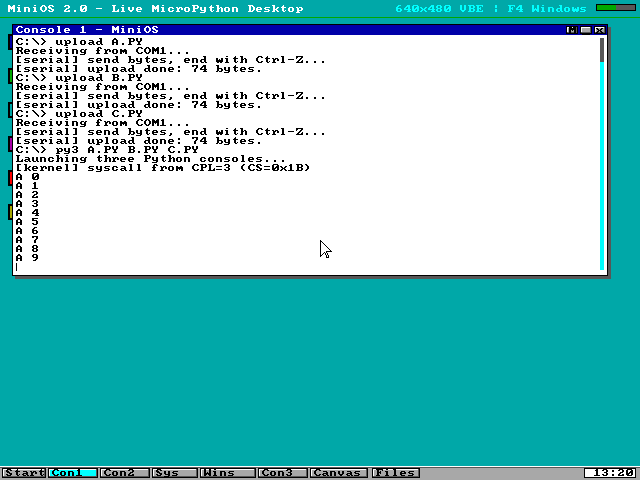 MiniOS 2.0 - Live MicroPython Desktop 640x480 VBE | F4 Windows
Console 1 - MiniOS M _ x
C:\> upload A.PY
Receiving from COM1...
[serial] send bytes, end with Ctrl-Z...
[serial] upload done: 74 bytes.
C:\> upload B.PY
Receiving from COM1...
[serial] send bytes, end with Ctrl-Z...
[serial] upload done: 74 bytes.
C:\> upload C.PY
Receiving from COM1...
[serial] send bytes, end with Ctrl-Z...
[serial] upload done: 74 bytes.
C:\> py3 A.PY B.PY C.PY
Launching three Python consoles...
[kernel] syscall from CPL=3 (CS=0x1B)
A 0
A 1
A 2
A 3
A 4
A 5
A 6
A 7
A 8
A 9
Start Con1 Con2 Sys Wins Con3 Canvas Files 13:20